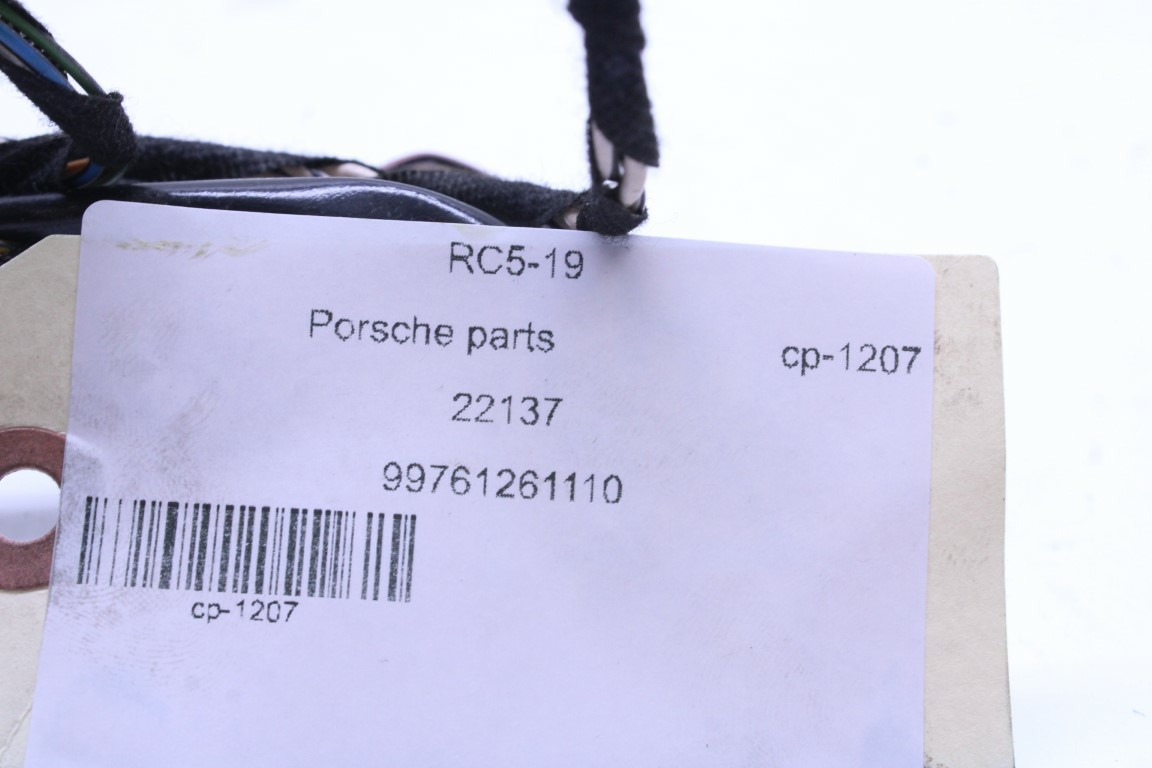 RC5-19
Porsche parts
cp-1207
22137
99761261110
cp-1207